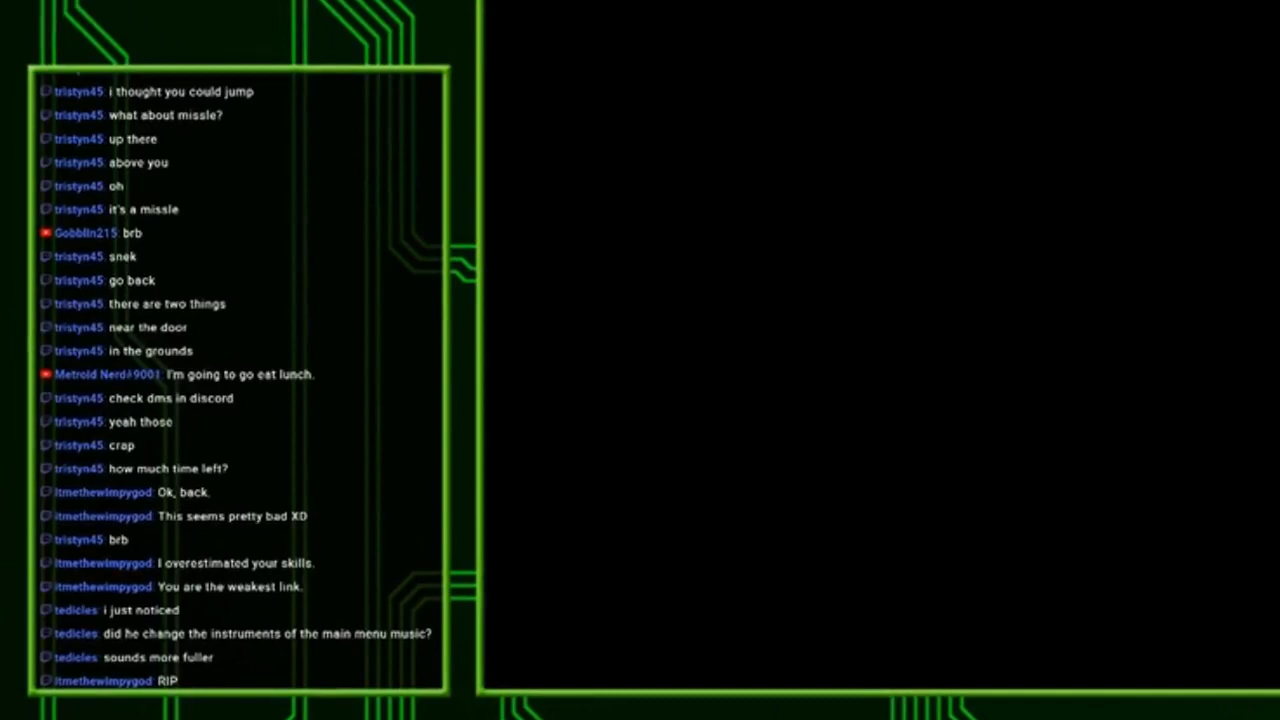 tristyn45: i thought you could jump
tristyn45: what about missle?
tristyn45: up there
tristyn45: above you
tristyn45: oh
tristyn45: it's a missle
Gobblin215: brb
tristyn45: snek
tristyn45: go back
tristyn45: there are two things
tristyn45: near the door
tristyn45: in the grounds
Metroid Nerd#9001: I'm going to go eat lunch.
tristyn45: check dms in discord
tristyn45: yeah those
tristyn45: crap
tristyn45: how much time left?
itmethewimpygod: Ok, back.
itmethewimpygod: This seems pretty bad XD
tristyn45: brb
itmethewimpygod: I overestimated your skills.
itmethewimpygod: You are the weakest link.
tedicles: i just noticed
tedicles: did he change the instruments of the main menu music?
tedicles: sounds more fuller
itmethewimpygod: RIP